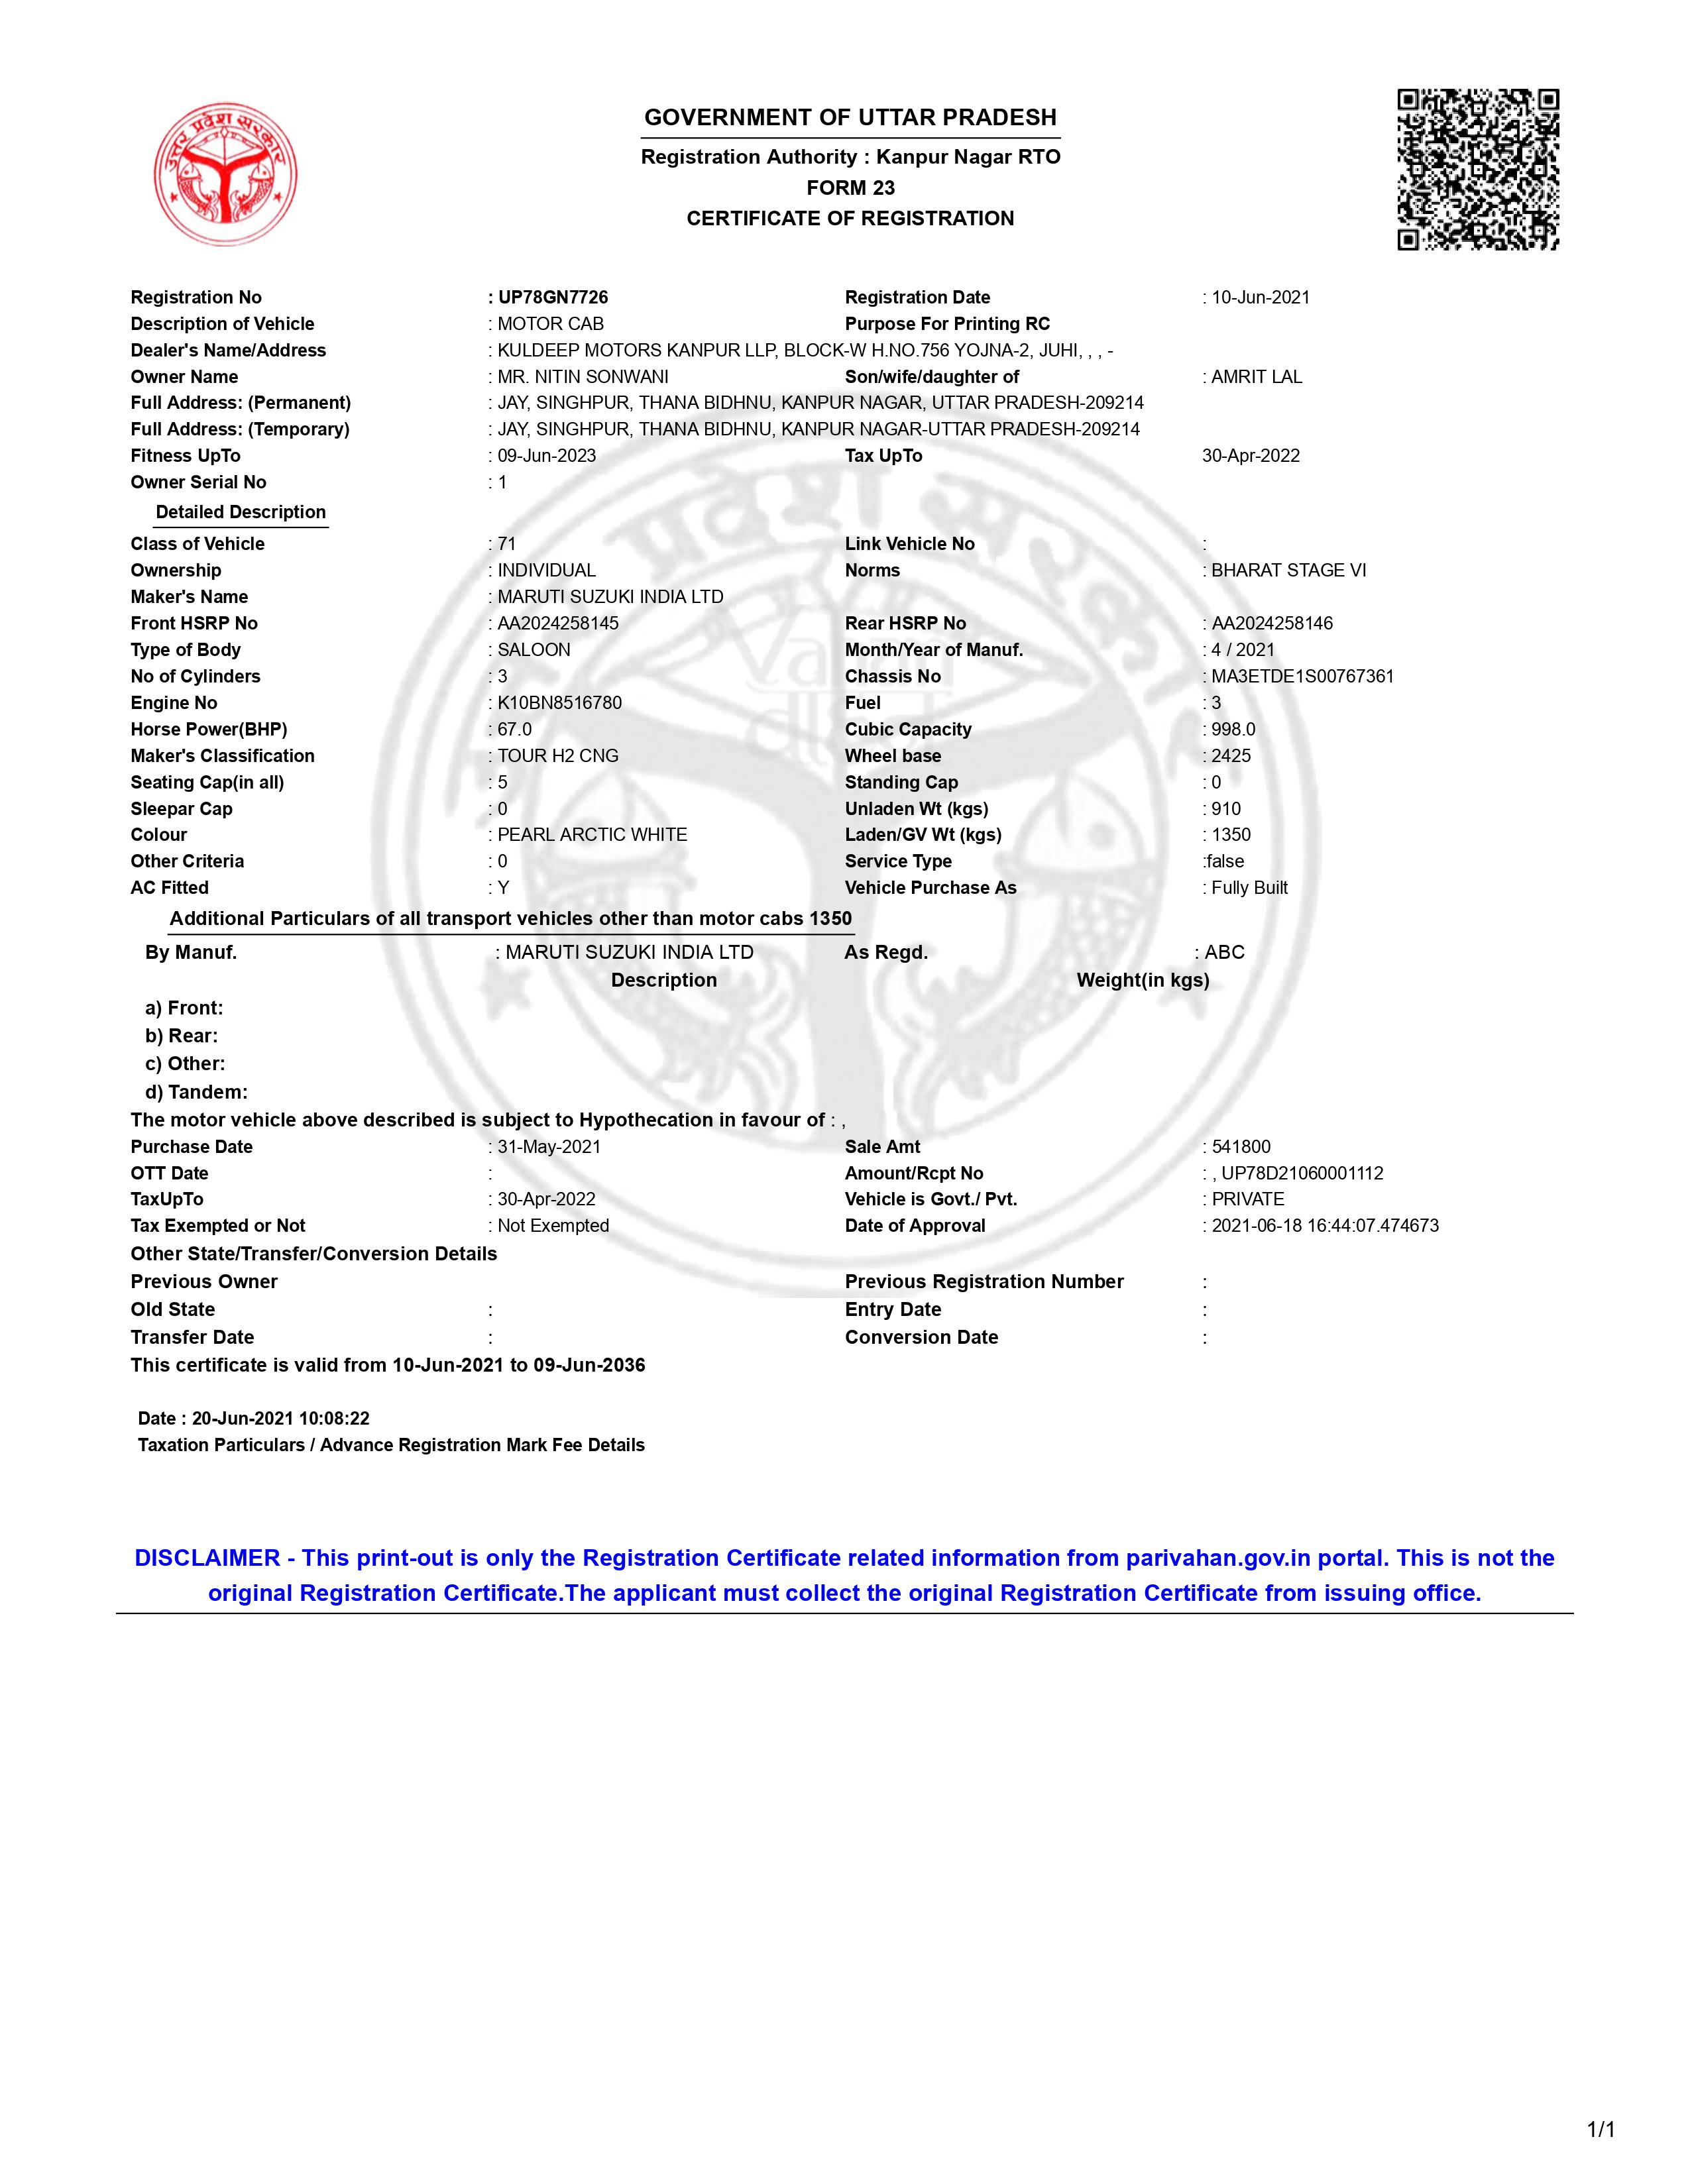 उत्तर प्रदेश सरकार
GOVERNMENT OF UTTAR PRADESH
Registration Authority : Kanpur Nagar RTO
FORM 23
CERTIFICATE OF REGISTRATION
Registration No : UP78GN7726 Registration Date : 10-Jun-2021
Description of Vehicle : MOTOR CAB Purpose For Printing RC
Dealer's Name/Address : KULDEEP MOTORS KANPUR LLP, BLOCK-W H.NO.756 YOJNA-2, JUHI, , , -
Owner Name : MR. NITIN SONWANI Son/wife/daughter of : AMRIT LAL
Full Address: (Permanent) : JAY, SINGHPUR, THANA BIDHNU, KANPUR NAGAR, UTTAR PRADESH-209214
Full Address: (Temporary) : JAY, SINGHPUR, THANA BIDHNU, KANPUR NAGAR-UTTAR PRADESH-209214
Fitness UpTo : 09-Jun-2023 Tax UpTo 30-Apr-2022
Owner Serial No : 1
Detailed Description
Class of Vehicle : 71 Link Vehicle No :
Ownership : INDIVIDUAL Norms : BHARAT STAGE VI
Maker's Name : MARUTI SUZUKI INDIA LTD
Front HSRP No : AA2024258145 Rear HSRP No : AA2024258146
Type of Body : SALOON Month/Year of Manuf. : 4 / 2021
No of Cylinders : 3 Chassis No : MA3ETDE1S00767361
Engine No : K10BN8516780 Fuel : 3
Horse Power(BHP) : 67.0 Cubic Capacity : 998.0
Maker's Classification : TOUR H2 CNG Wheel base : 2425
Seating Cap(in all) : 5 Standing Cap : 0
Sleepar Cap : 0 Unladen Wt (kgs) : 910
Colour : PEARL ARCTIC WHITE Laden/GV Wt (kgs) : 1350
Other Criteria : 0 Service Type :false
AC Fitted : Y Vehicle Purchase As : Fully Built
Additional Particulars of all transport vehicles other than motor cabs 1350
By Manuf. : MARUTI SUZUKI INDIA LTD As Regd. : ABC
Description Weight(in kgs)
a) Front:
b) Rear:
c) Other:
d) Tandem:
The motor vehicle above described is subject to Hypothecation in favour of : ,
Purchase Date : 31-May-2021 Sale Amt : 541800
OTT Date : Amount/Rcpt No : , UP78D21060001112
TaxUpTo : 30-Apr-2022 Vehicle is Govt./ Pvt. : PRIVATE
Tax Exempted or Not : Not Exempted Date of Approval : 2021-06-18 16:44:07.474673
Other State/Transfer/Conversion Details
Previous Owner Previous Registration Number :
Old State : Entry Date :
Transfer Date : Conversion Date :
This certificate is valid from 10-Jun-2021 to 09-Jun-2036
Date : 20-Jun-2021 10:08:22
Taxation Particulars / Advance Registration Mark Fee Details
DISCLAIMER - This print-out is only the Registration Certificate related information from parivahan.gov.in portal. This is not the
original Registration Certificate.The applicant must collect the original Registration Certificate from issuing office.
1/1